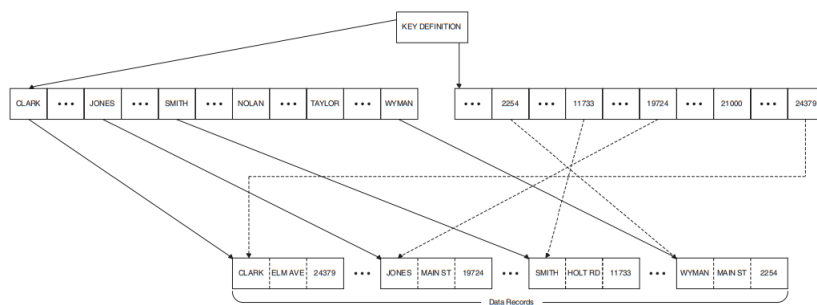 KEY DEFINITION
CLARK ••• JONES ••• SMITH ••• NOLAN ••• TAYLOR ••• WYMAN
••• 2254 ••• 11733 ••• 19724 ••• 21000 ••• 24379
CLARK ELM AVE 24379 ••• JONES MAIN ST 19724 ••• SMITH HOLT RD 11733 ••• WYMAN MAIN ST 2254
Data Records